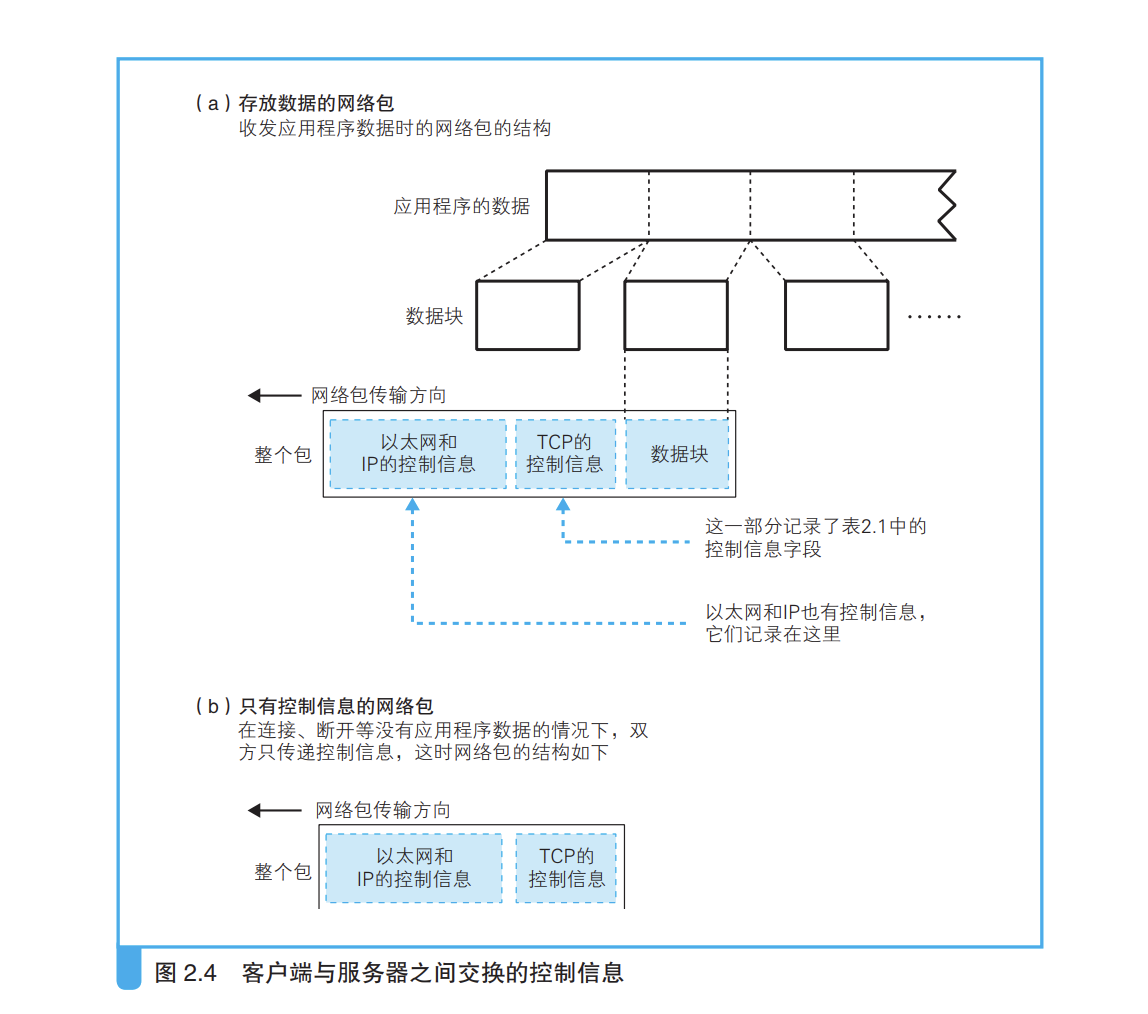 （a）存放数据的网络包
收发应用程序数据时的网络包的结构
应用程序的数据
数据块
······
网络包传输方向
整个包
以太网和
IP的控制信息
TCP的
控制信息
数据块
这一部分记录了表2.1中的
控制信息字段
以太网和IP也有控制信息，
它们记录在这里
（b）只有控制信息的网络包
在连接、断开等没有应用程序数据的情况下，双
方只传递控制信息，这时网络包的结构如下
网络包传输方向
整个包
以太网和
IP的控制信息
TCP的
控制信息
图 2.4 客户端与服务器之间交换的控制信息